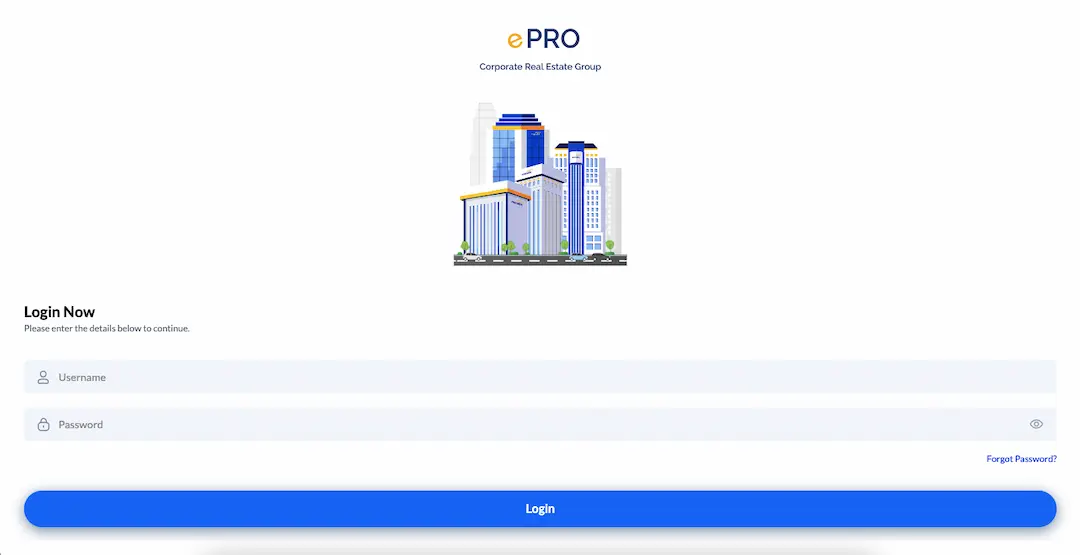 ePRO
Corporate Real Estate Group
Login Now
Please enter the details below to continue.
Username
Password
Forgot Password?
Login